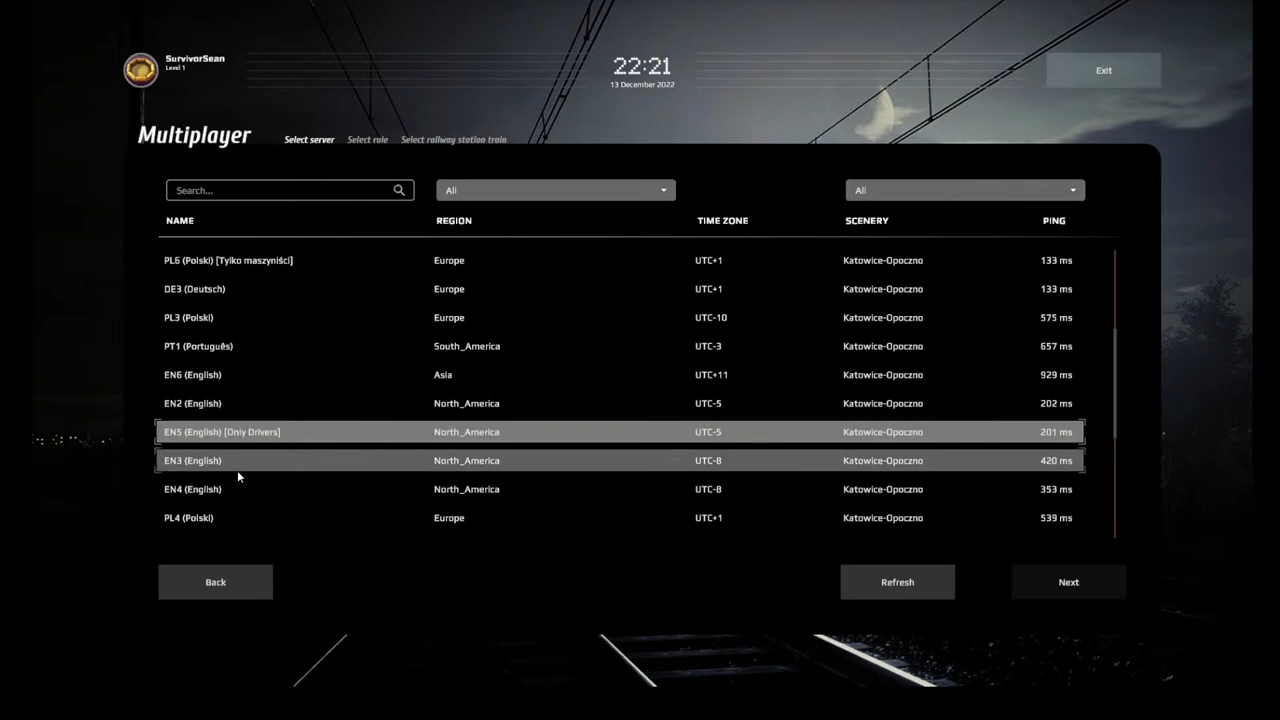 SurvivorSean
Level 1
22:21
13 December 2022
Exit
Multiplayer Select server Select role Select railway station train
Search... All All
NAME REGION TIME ZONE SCENERY PING
PL6 (Polski) [Tylko maszyniści] Europe UTC+1 Katowice-Opoczno 133 ms
DE3 (Deutsch) Europe UTC+1 Katowice-Opoczno 133 ms
PL3 (Polski) Europe UTC-10 Katowice-Opoczno 575 ms
PT1 (Português) South_America UTC-3 Katowice-Opoczno 657 ms
EN6 (English) Asia UTC+11 Katowice-Opoczno 929 ms
EN2 (English) North_America UTC-5 Katowice-Opoczno 202 ms
EN5 (English) [Only Drivers] North_America UTC-5 Katowice-Opoczno 201 ms
EN3 (English) North_America UTC-8 Katowice-Opoczno 420 ms
EN4 (English) North_America UTC-8 Katowice-Opoczno 353 ms
PL4 (Polski) Europe UTC+1 Katowice-Opoczno 539 ms
Back Refresh Next